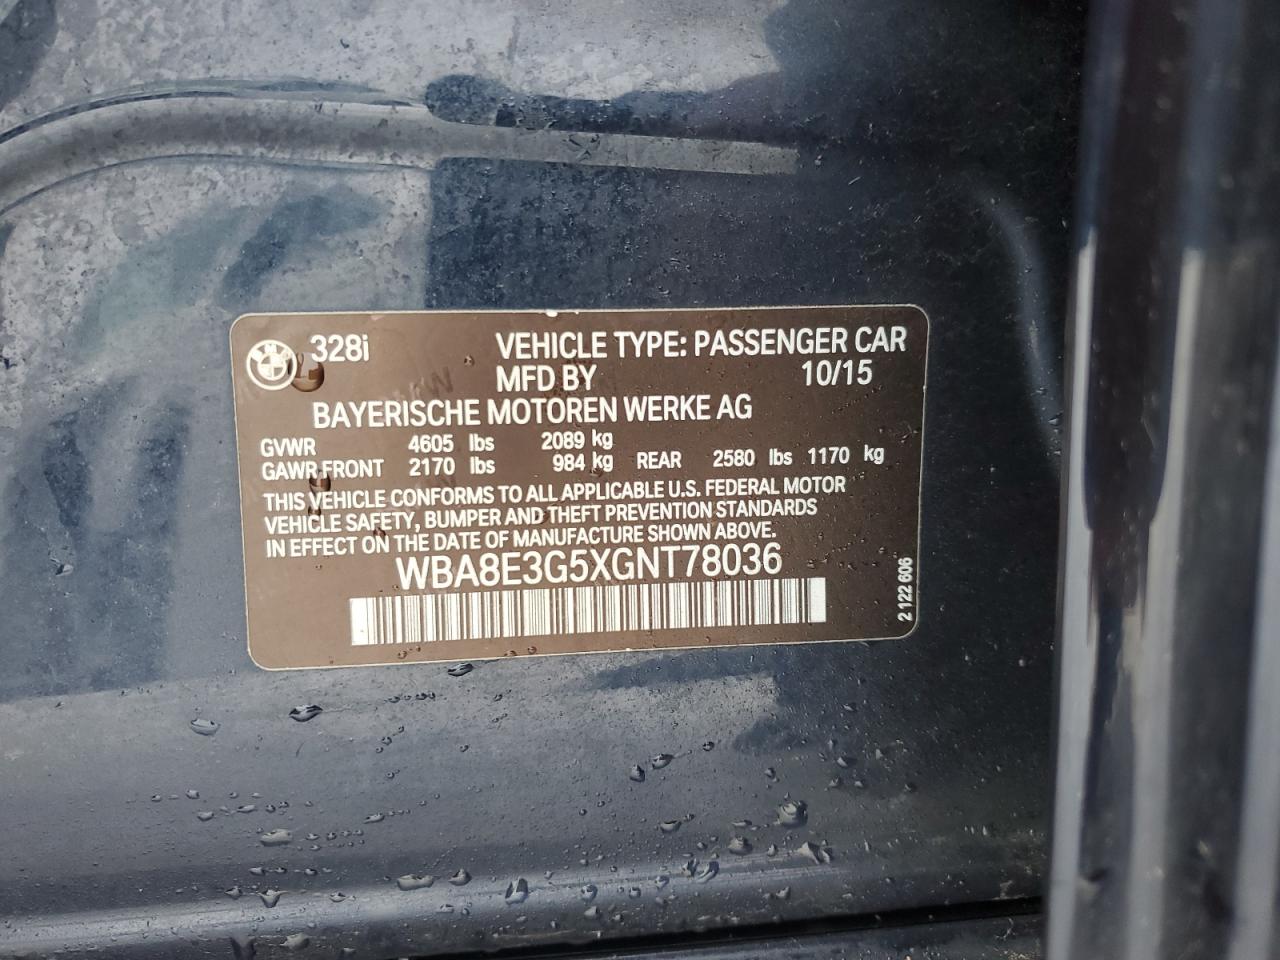 BMW 328i VEHICLE TYPE: PASSENGER CAR
MFD BY 10/15
BAYERISCHE MOTOREN WERKE AG
GVWR 4605 lbs 2089 kg
GAWR FRONT 2170 lbs 984 kg REAR 2580 lbs 1170 kg
THIS VEHICLE CONFORMS TO ALL APPLICABLE U.S. FEDERAL MOTOR
VEHICLE SAFETY, BUMPER AND THEFT PREVENTION STANDARDS
IN EFFECT ON THE DATE OF MANUFACTURE SHOWN ABOVE.
WBA8E3G5XGNT78036
2 122 606